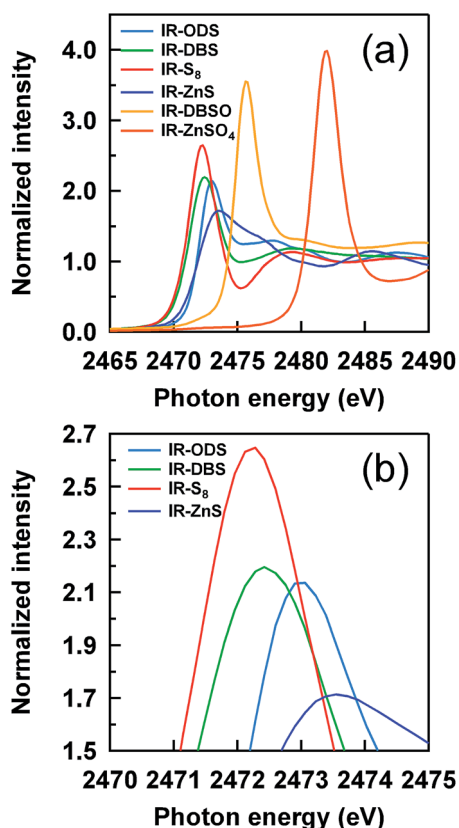 (a)
IR-ODS
IR-DBS
IR-S₈
IR-ZnS
IR-DBSO
IR-ZnSO₄
Normalized intensity
4.0
3.0
2.0
1.0
0.0
2465 2470 2475 2480 2485 2490
Photon energy (eV)
(b)
IR-ODS
IR-DBS
IR-S₈
IR-ZnS
Normalized intensity
2.7
2.5
2.3
2.1
1.9
1.7
1.5
2470 2471 2472 2473 2474 2475
Photon energy (eV)